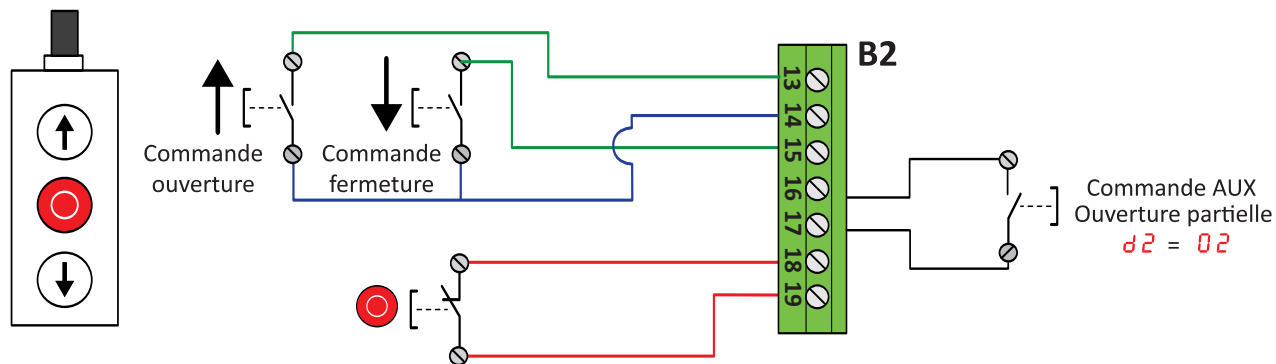 B2
13
14
15
16
17
18
19
Commande
ouverture
Commande
fermeture
Commande AUX
Ouverture partielle
d2 = 02